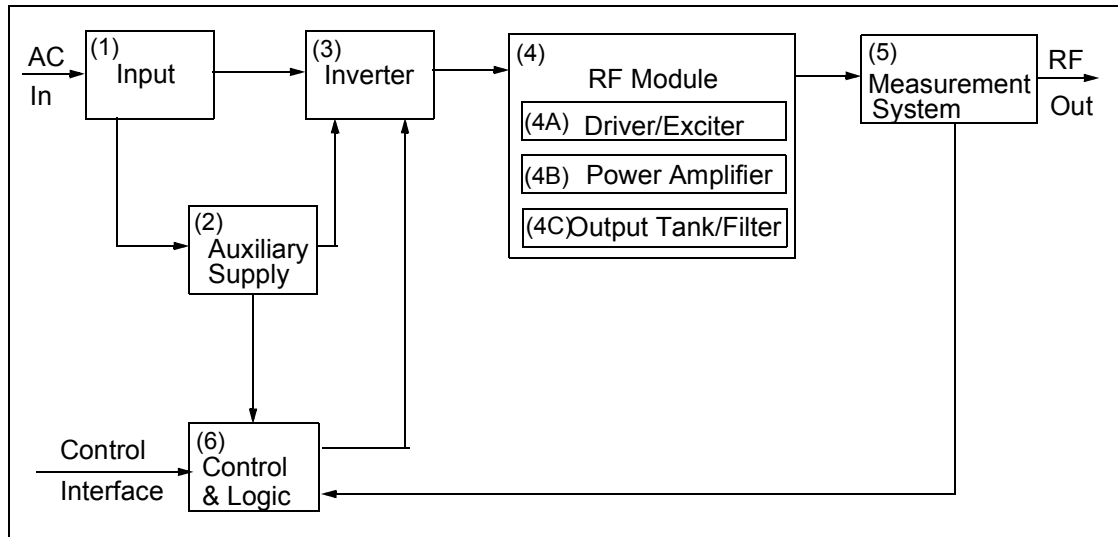 AC
In
(1)
Input
(3)
Inverter
(4)
RF Module
(4A) Driver/Exciter
(4B) Power Amplifier
(4C) Output Tank/Filter
(5)
Measurement
System
RF
Out
(2)
Auxiliary
Supply
Control
Interface
(6)
Control
& Logic